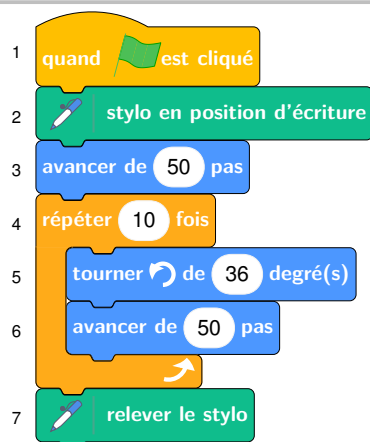 1 quand est cliqué
2 stylo en position d'écriture
3 avancer de 50 pas
4 répéter 10 fois
5 tourner de 36 degré(s)
6 avancer de 50 pas
7 relever le stylo